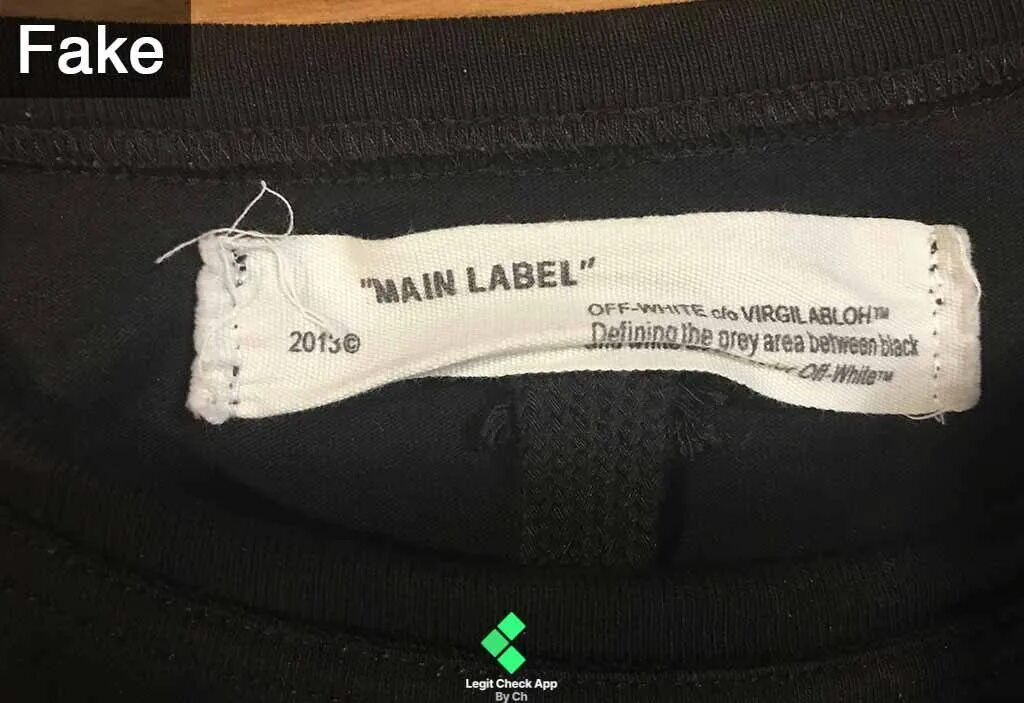 Fake
"MAIN LABEL"
2013©
OFF-WHITE c/o VIRGIL ABLOH™
Defining the grey area between black
Off-White™
Legit Check App
By Ch